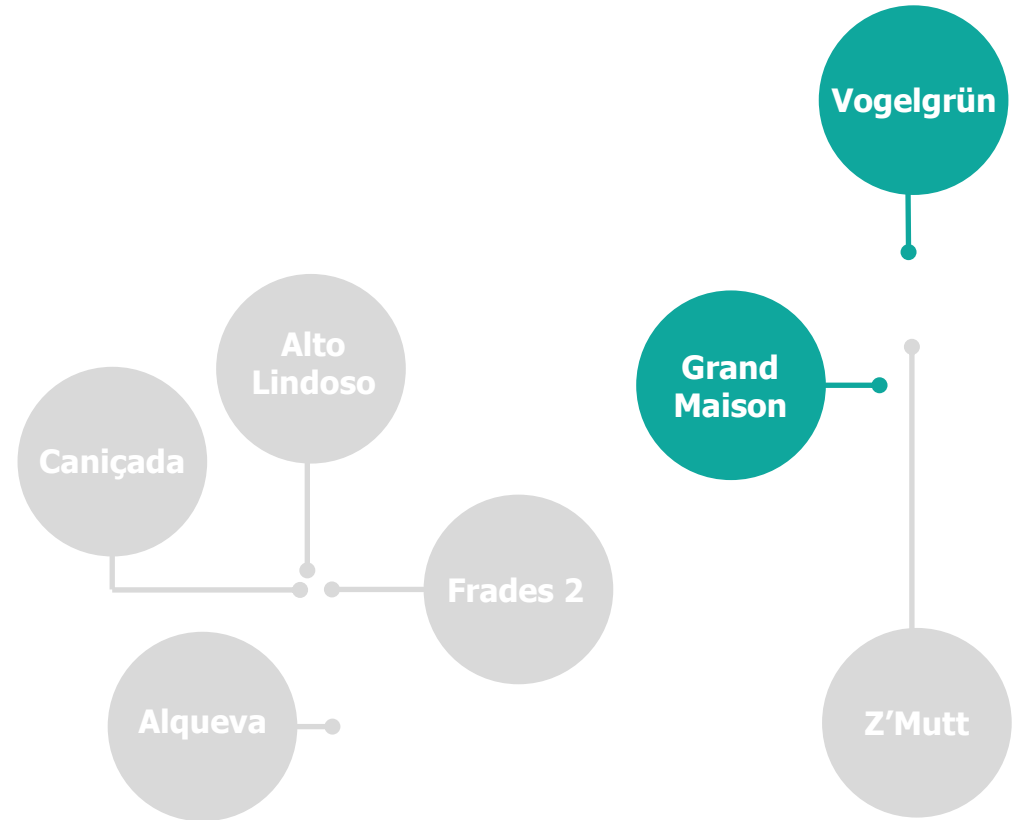 Vogelgrün
Alto
Lindoso
Grand
Maison
Caniçada
Frades 2
Alqueva
Z’Mutt